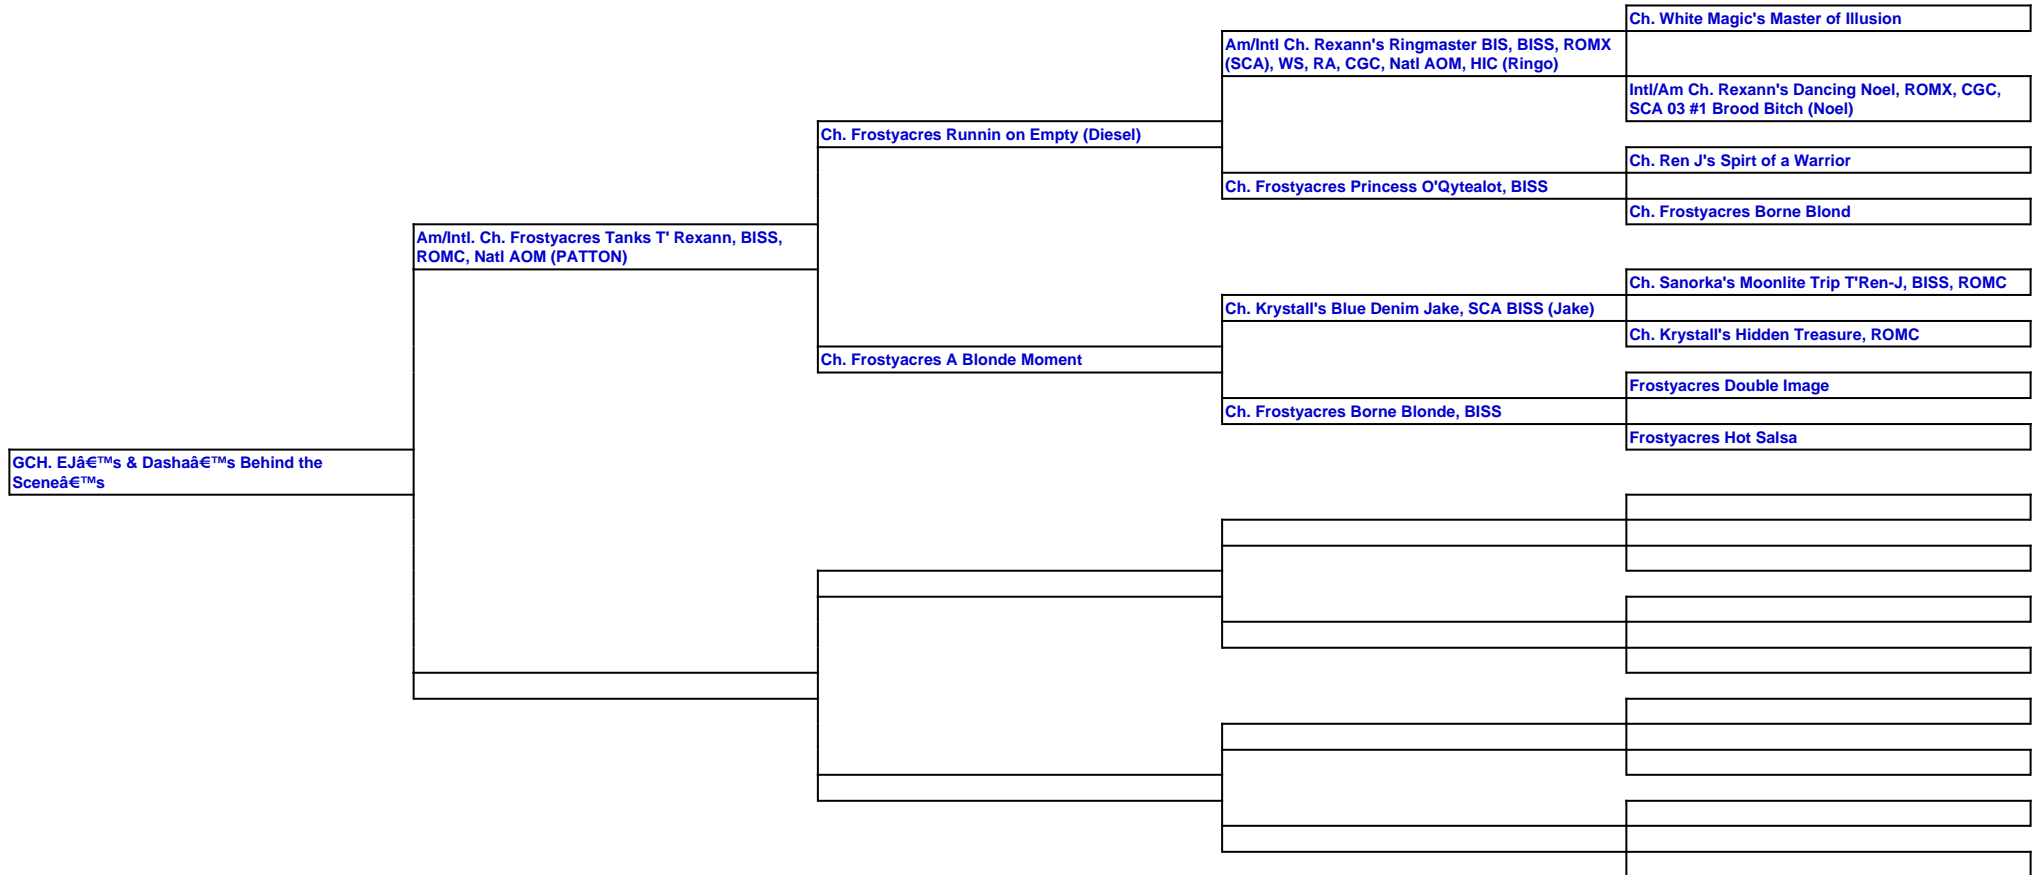 Ch. White Magic's Master of Illusion
Am/Intl Ch. Rexann's Ringmaster BIS, BISS, ROMX
(SCA), WS, RA, CGC, Natl AOM, HIC (Ringo)
Intl/Am Ch. Rexann's Dancing Noel, ROMX, CGC,
SCA 03 #1 Brood Bitch (Noel)
Ch. Frostyacres Runnin on Empty (Diesel)
Ch. Ren J's Spirt of a Warrior
Ch. Frostyacres Princess O'Qytealot, BISS
Ch. Frostyacres Borne Blond
Am/Intl. Ch. Frostyacres Tanks T' Rexann, BISS,
ROMC, Natl AOM (PATTON)
Ch. Sanorka's Moonlite Trip T'Ren-J, BISS, ROMC
Ch. Krystall's Blue Denim Jake, SCA BISS (Jake)
Ch. Krystall's Hidden Treasure, ROMC
Ch. Frostyacres A Blonde Moment
Frostyacres Double Image
Ch. Frostyacres Borne Blonde, BISS
Frostyacres Hot Salsa
GCH. EJâ€™s & Dashaâ€™s Behind the
Sceneâ€™s